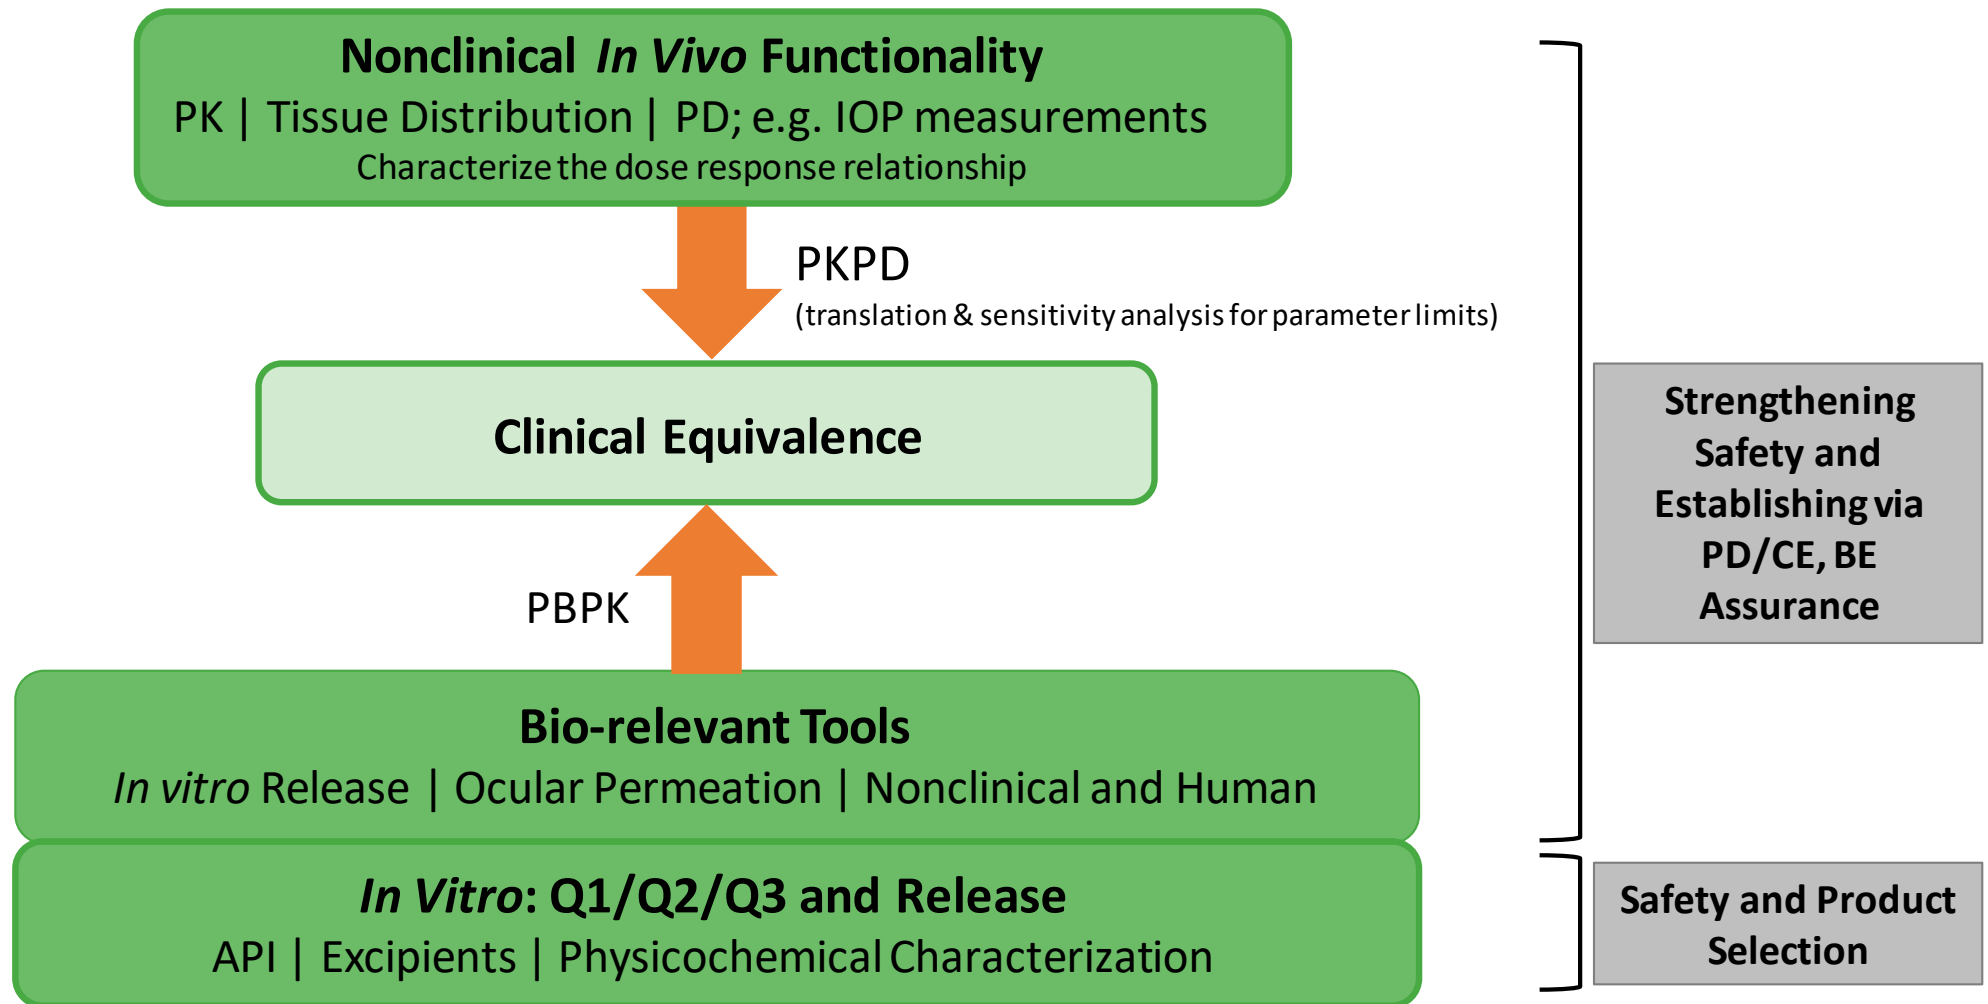 Nonclinical In Vivo Functionality
PK | Tissue Distribution | PD; e.g. IOP measurements
Characterize the dose response relationship
PKPD
(translation & sensitivity analysis for parameter limits)
Clinical Equivalence
PBPK
Bio-relevant Tools
In vitro Release | Ocular Permeation | Nonclinical and Human
In Vitro: Q1/Q2/Q3 and Release
API | Excipients | Physicochemical Characterization
Strengthening
Safety and
Establishing via
PD/CE, BE
Assurance
Safety and Product
Selection